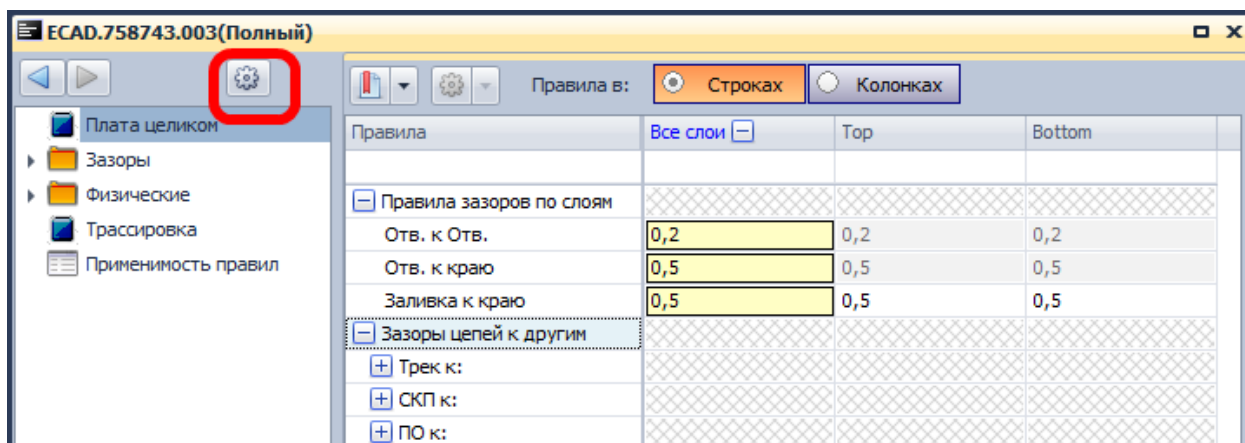 ECAD.758743.003(Полный)
Правила в: Строках Колонках
Плата целиком
Зазоры
Физические
Трассировка
Применимость правил
Правила Все слои Top Bottom
Правила зазоров по слоям
Отв. к Отв. 0,2 0,2 0,2
Отв. к краю 0,5 0,5 0,5
Заливка к краю 0,5 0,5 0,5
Зазоры цепей к другим
Трек к:
СКП к:
ПО к: